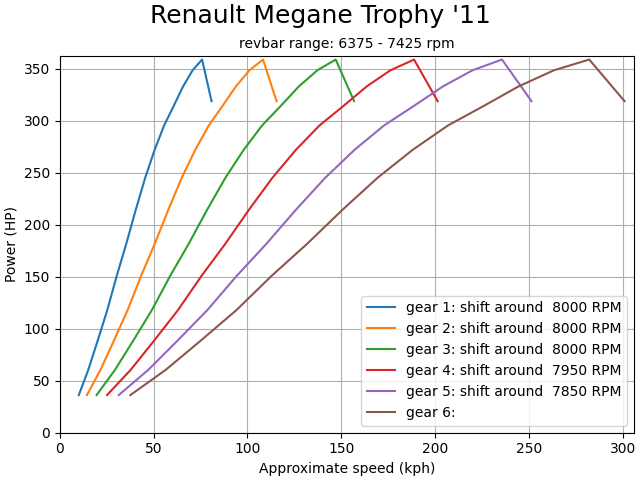 Renault Megane Trophy '11
revbar range: 6375 - 7425 rpm
Power (HP)
350
300
250
200
150
100
50
0
gear 1: shift around  8000 RPM
gear 2: shift around  8000 RPM
gear 3: shift around  8000 RPM
gear 4: shift around  7950 RPM
gear 5: shift around  7850 RPM
gear 6:
0 50 100 150 200 250 300
Approximate speed (kph)